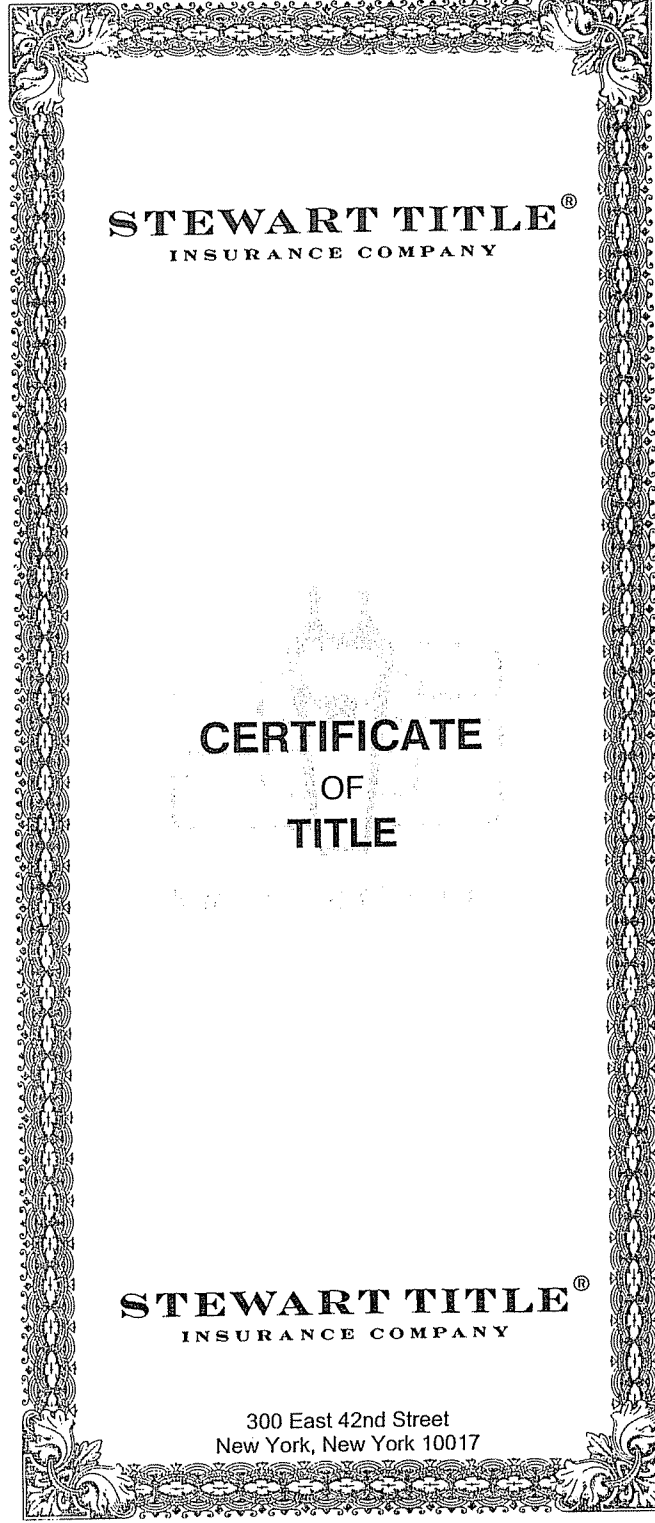 STEWART TITLE®
INSURANCE COMPANY
CERTIFICATE
OF
TITLE
STEWART TITLE®
INSURANCE COMPANY
300 East 42nd Street
New York, New York 10017